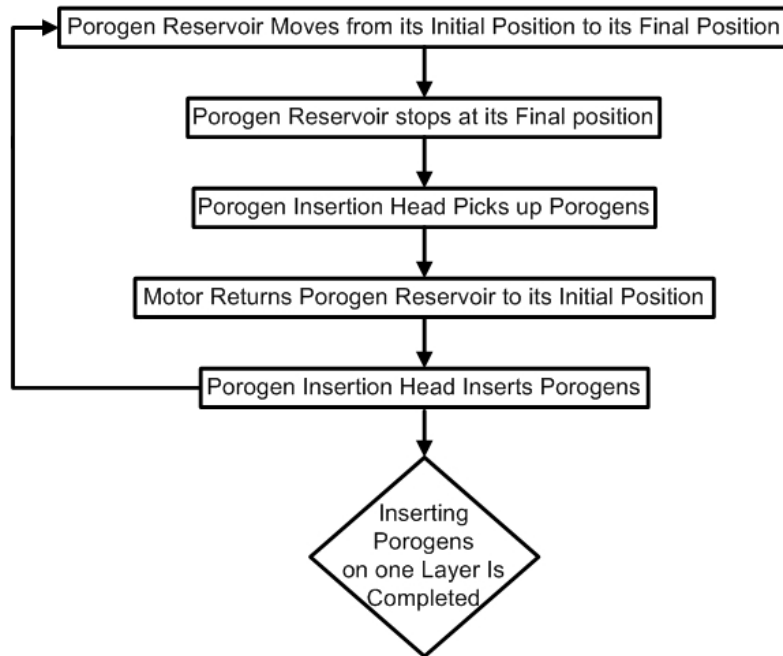 Porogen Reservoir Moves from its Initial Position to its Final Position
Porogen Reservoir stops at its Final position
Porogen Insertion Head Picks up Porogens
Motor Returns Porogen Reservoir to its Initial Position
Porogen Insertion Head Inserts Porogens
Inserting
Porogens
on one Layer Is
Completed